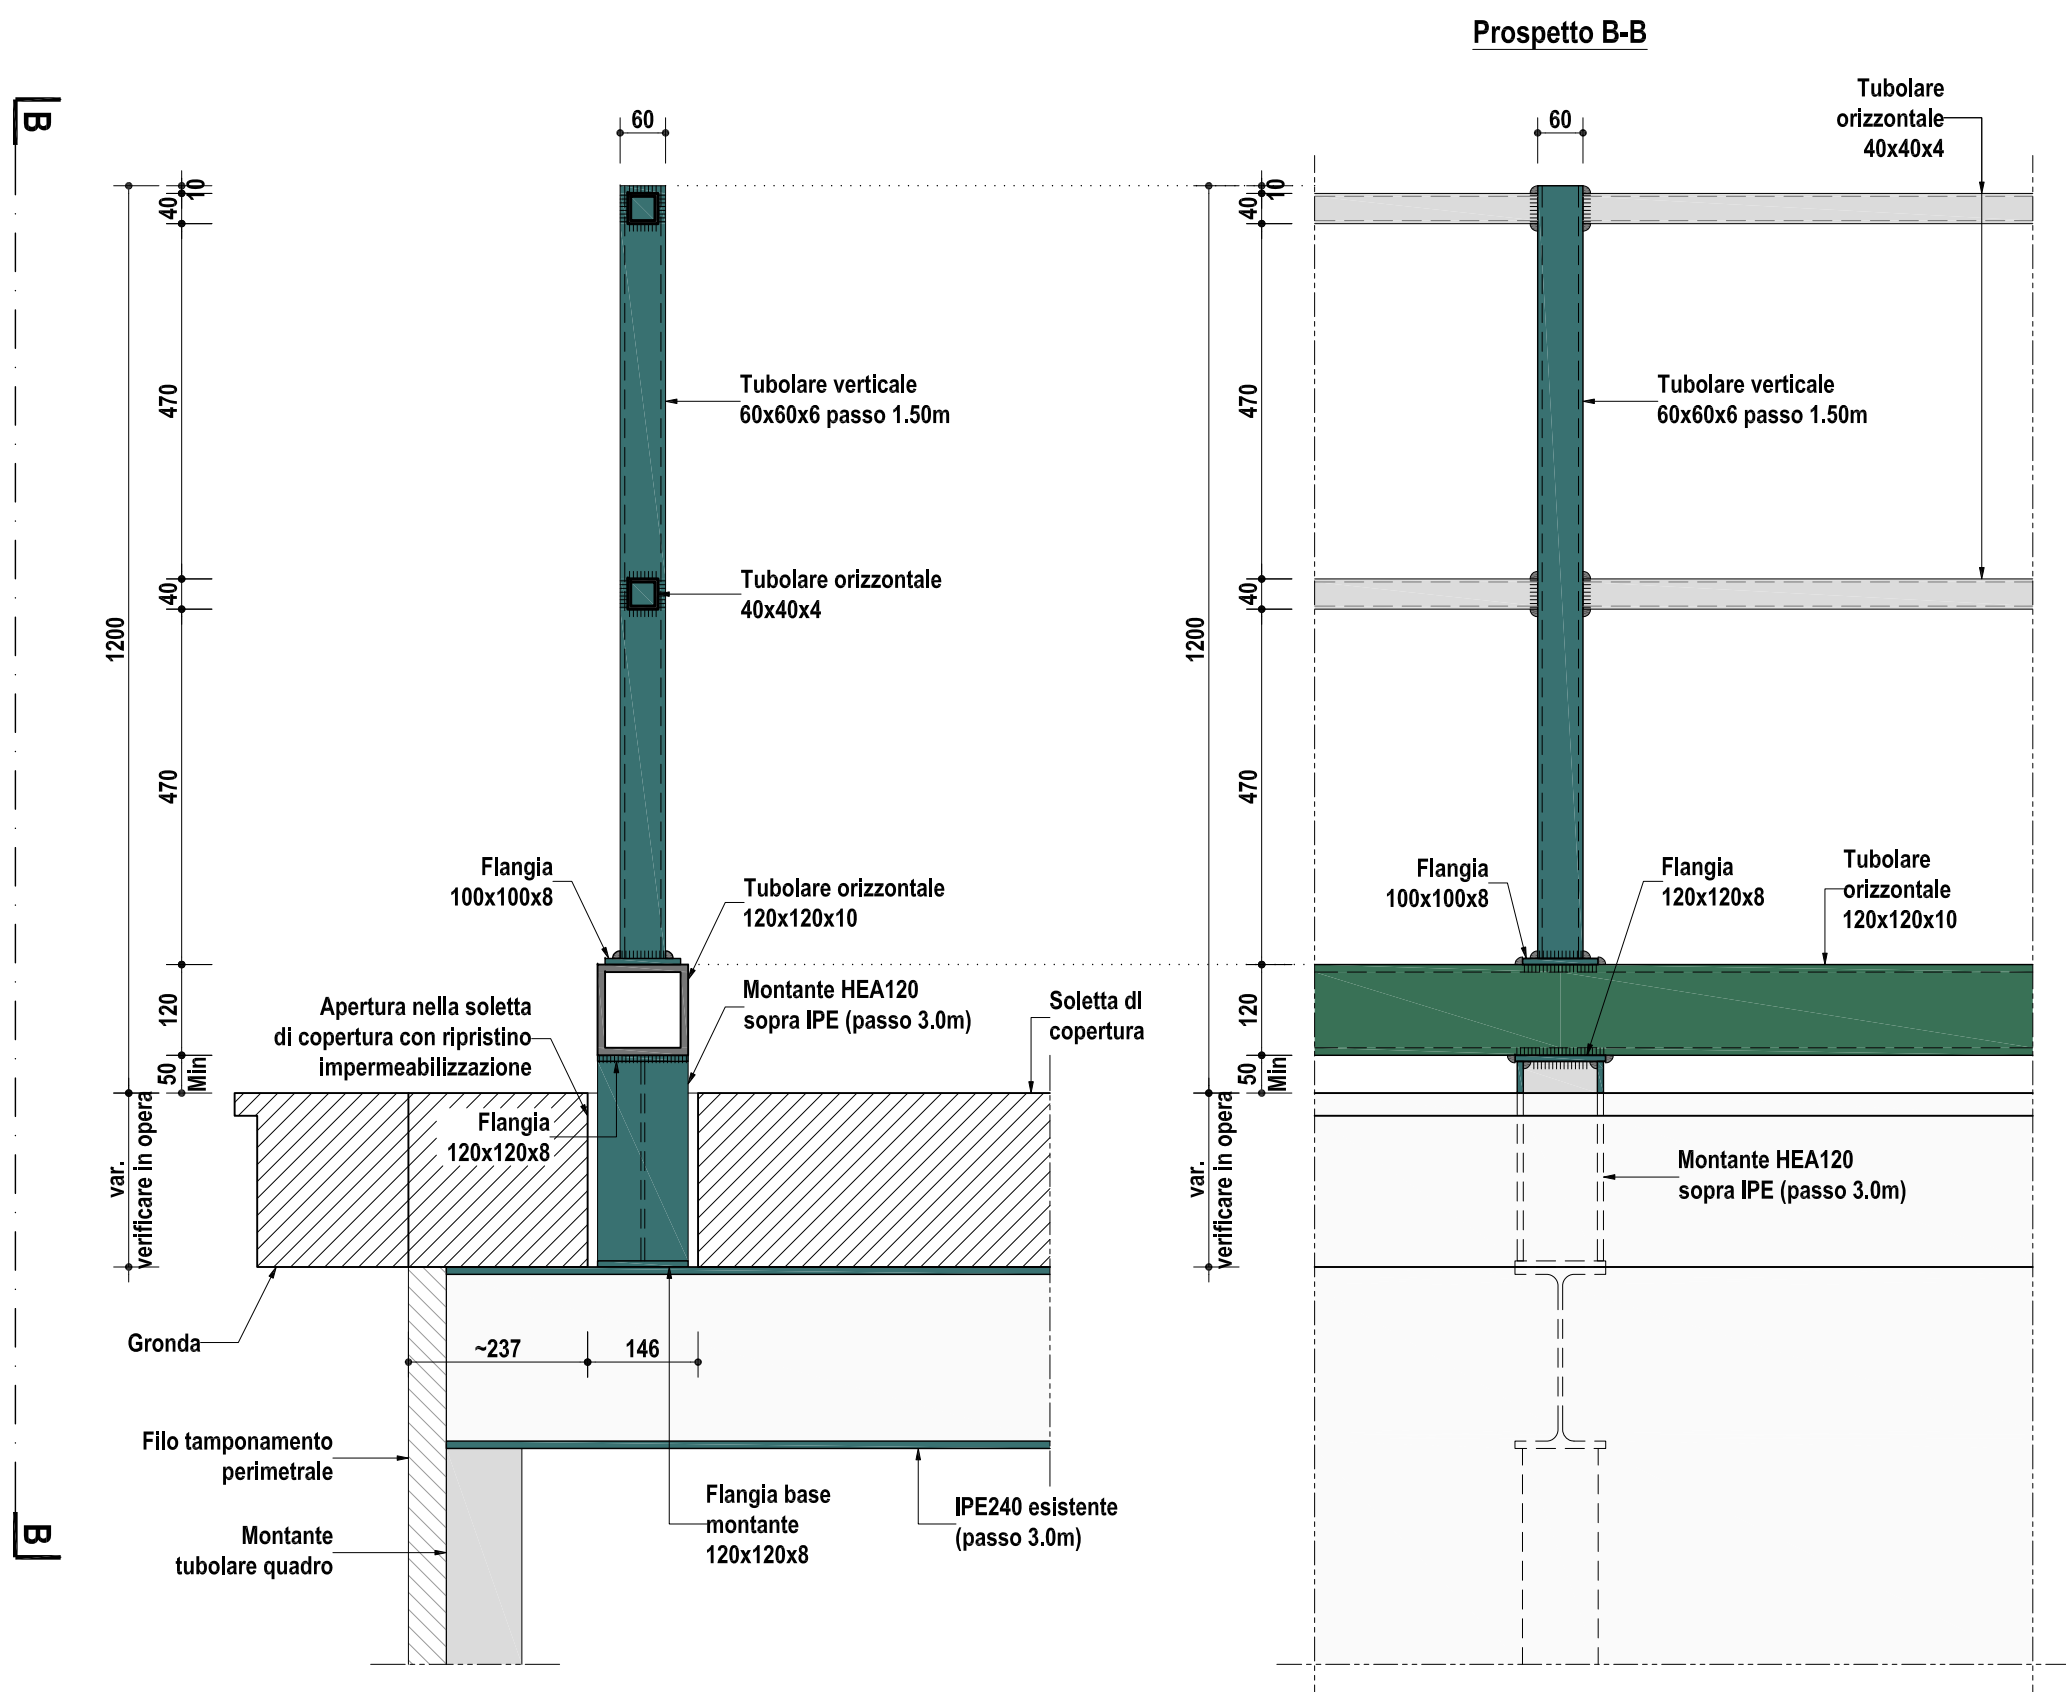 Prospetto B-B
B
60
10
40
470
40
1200
470
120
50
Min
var.
verificare in opera
Tubolare verticale
60x60x6 passo 1.50m
Tubolare orizzontale
40x40x4
Flangia
100x100x8
Tubolare orizzontale
120x120x10
Apertura nella soletta
di copertura con ripristino
impermeabilizzazione
Montante HEA120
sopra IPE (passo 3.0m)
Soletta di
copertura
Flangia
120x120x8
Gronda
~237
146
Filo tamponamento
perimetrale
Montante
tubolare quadro
Flangia base
montante
120x120x8
IPE240 esistente
(passo 3.0m)
B
60
Tubolare
orizzontale
40x40x4
10
40
470
40
1200
470
120
50
Min
var.
verificare in opera
Tubolare verticale
60x60x6 passo 1.50m
Flangia
100x100x8
Flangia
120x120x8
Tubolare
orizzontale
120x120x10
Montante HEA120
sopra IPE (passo 3.0m)